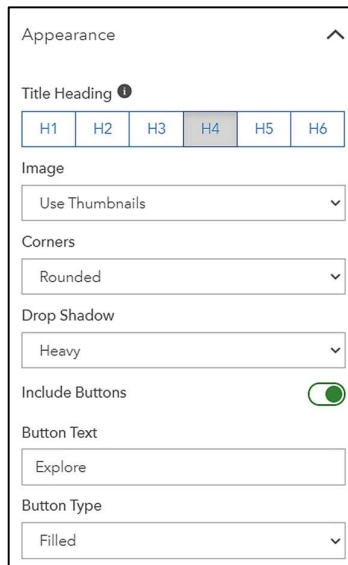 Appearance
Title Heading
H1 H2 H3 H4 H5 H6
Image
Use Thumbnails
Corners
Rounded
Drop Shadow
Heavy
Include Buttons
Button Text
Explore
Button Type
Filled